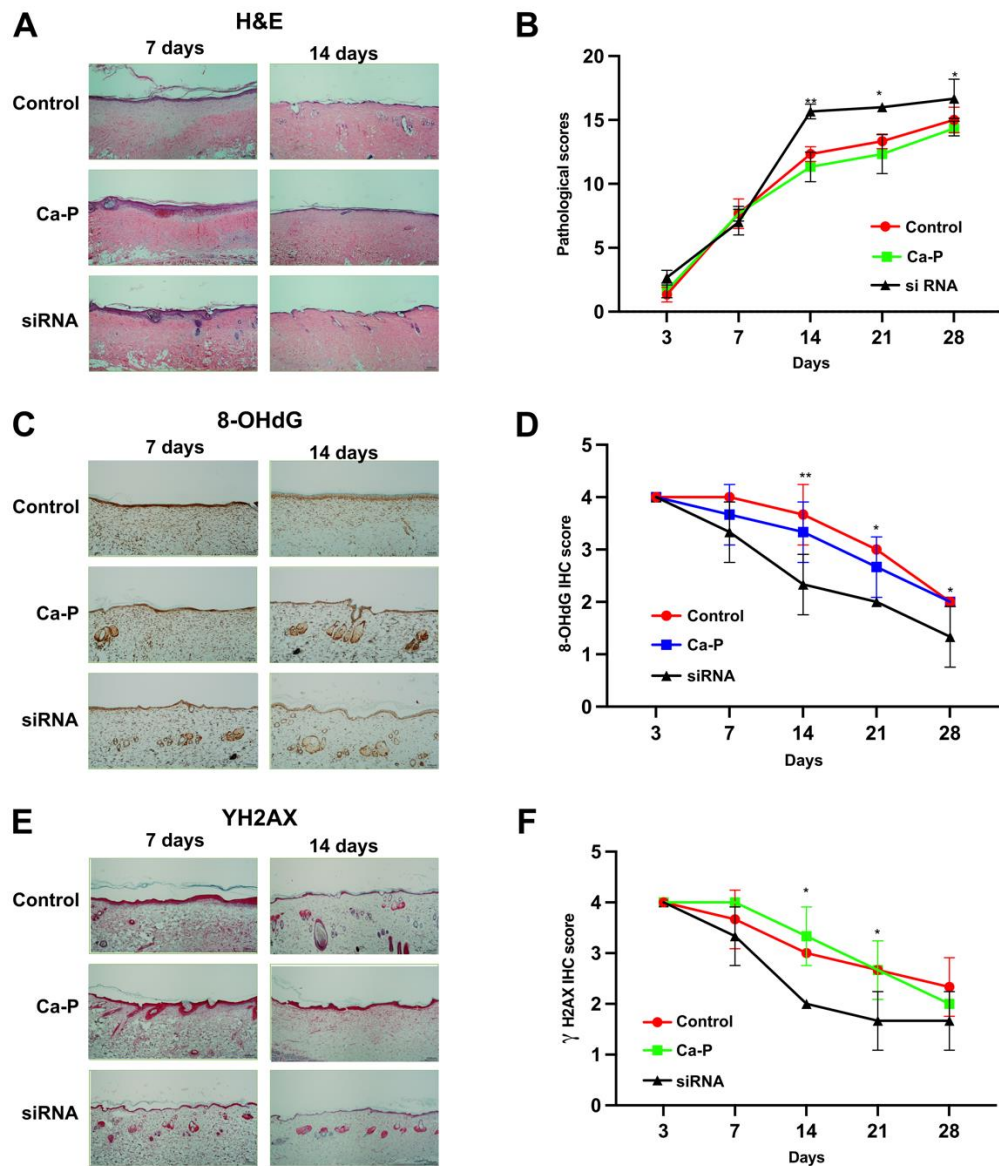 A
H&E
7 days
14 days
Control
Ca-P
siRNA
B
Pathological scores
20
15
10
5
0
**
*
*
Control
Ca-P
si RNA
3
7
14
21
28
Days
C
8-OHdG
7 days
14 days
Control
Ca-P
siRNA
D
8-OHdG IHC score
5
4
3
2
1
0
**
*
*
Control
Ca-P
siRNA
3
7
14
21
28
Days
E
YH2AX
7 days
14 days
Control
Ca-P
siRNA
F
γ H2AX IHC score
5
4
3
2
1
0
*
*
Control
Ca-P
siRNA
3
7
14
21
28
Days